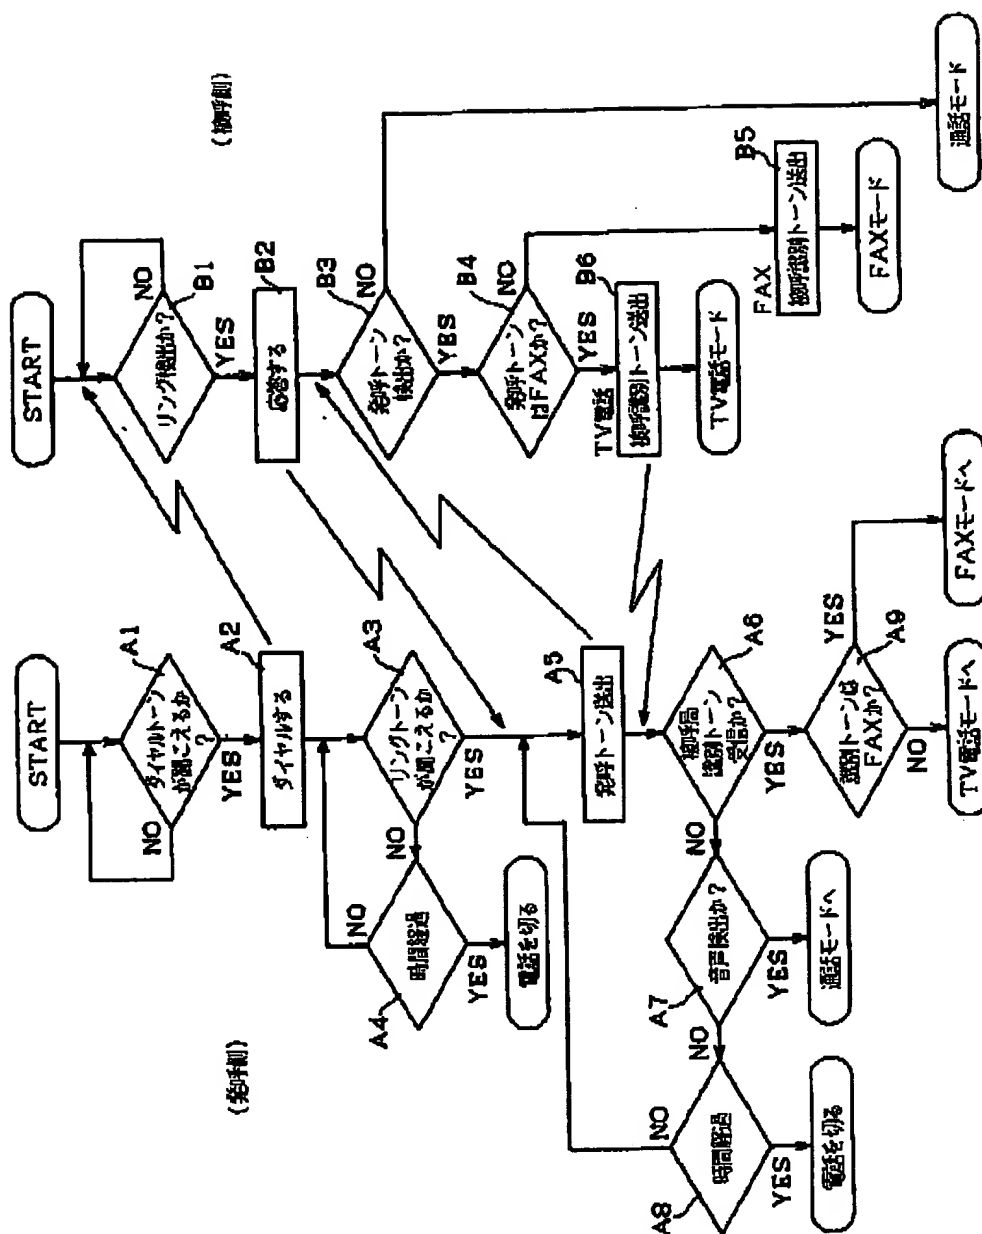 (発呼側)
START
A1
ダイヤルトーン
が聞こえるか
?
NO
YES
A2
ダイヤルする
A3
リングトーン
が聞こえるか
?
NO
YES
A4
時間経過
NO
YES
電話を切る
A5
発呼トーン送出
A6
被呼局
識別トーン
受信か?
NO
YES
A7
音声検出か?
NO
YES
通話モードへ
A8
時間経過
NO
YES
電話を切る
A9
識別トーンは
FAXか?
YES
NO
FAXモードへ
TV電話モードへ
(被呼側)
START
B1
リング検出か?
NO
YES
B2
応答する
B3
発呼トーン
検出か?
NO
YES
B4
発呼トーン
はFAXか?
NO
YES
B6
TV電話
被呼識別トーン送出
TV電話モード
B5
FAX
被呼識別トーン送出
FAXモード
通話モード